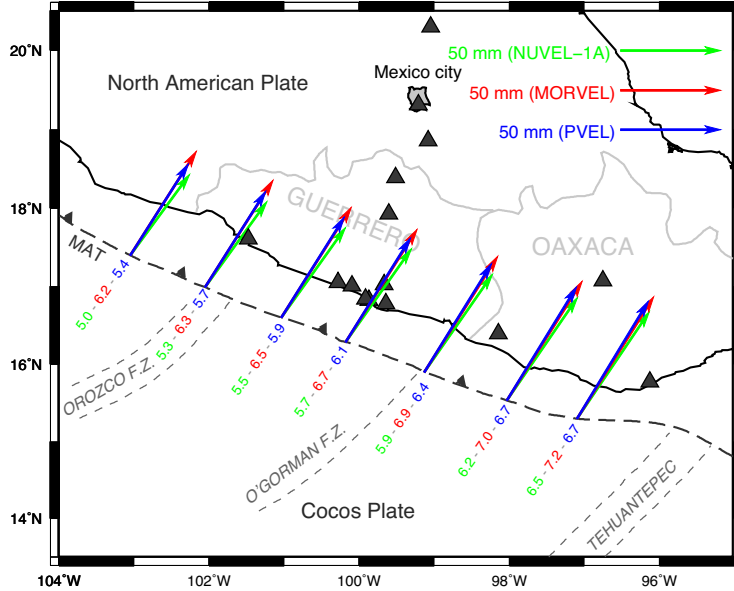 20°N
18°N
16°N
14°N
104°W
102°W
100°W
98°W
96°W
50 mm (NUVEL−1A)
50 mm (MORVEL)
50 mm (PVEL)
North American Plate
Mexico city
GUERRERO
OAXACA
MAT
5.0 - 6.2 - 5.4
5.3 - 6.3 - 5.7
5.5 - 6.5 - 5.9
5.7 - 6.7 - 6.1
5.9 - 6.9 - 6.4
6.2 - 7.0 - 6.7
6.5 - 7.2 - 6.7
OROZCO F.Z.
O'GORMAN F.Z.
TEHUANTEPEC
Cocos Plate